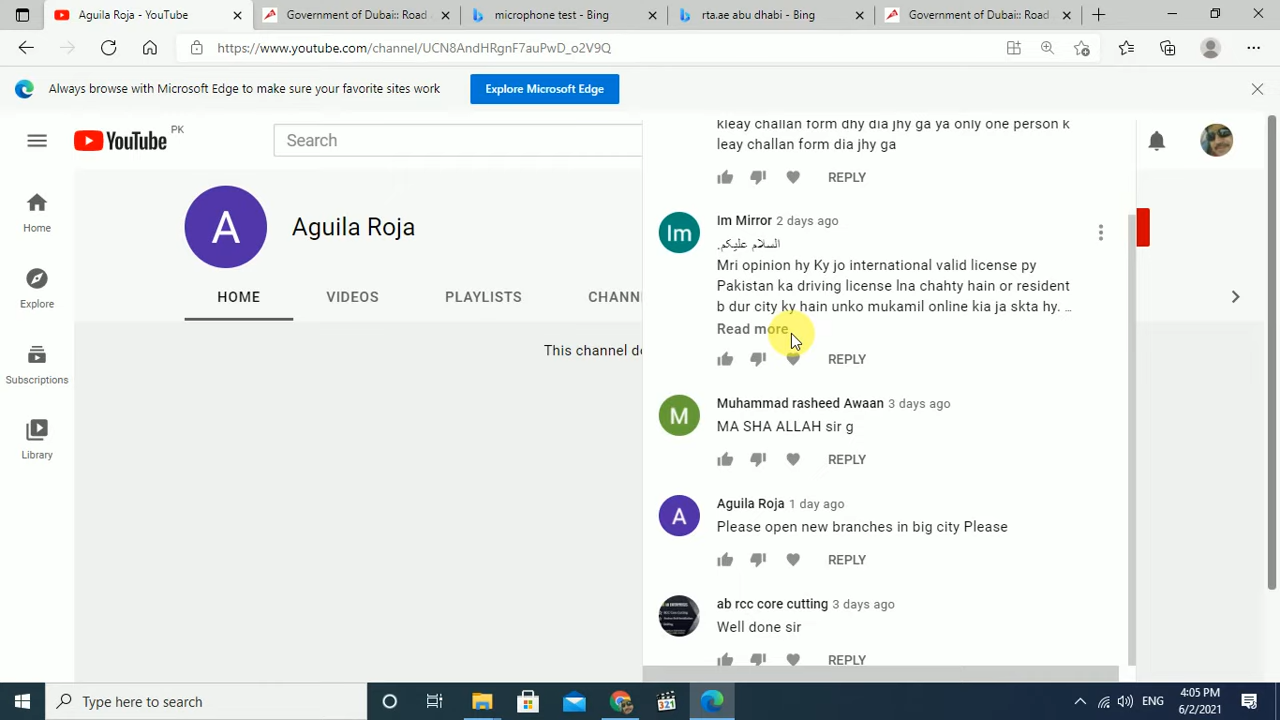 Aguila Roja - YouTube
Government of Dubai:: Road
microphone test - Bing
rta.ae abu dhabi - Bing
Government of Dubai:: Road
https://www.youtube.com/channel/UCN8AndHRgnF7auPwD_o2V9Q
Always browse with Microsoft Edge to make sure your favorite sites work
Explore Microsoft Edge
YouTube PK
Search
Home
Explore
Subscriptions
Library
A
Aguila Roja
HOME
VIDEOS
PLAYLISTS
CHANN
This channel do
kleay challan form dhy dia jhy ga ya only one person k
leay challan form dia jhy ga
REPLY
Im
Im Mirror 2 days ago
السلام علیکم.
Mri opinion hy Ky jo international valid license py
Pakistan ka driving license lna chahty hain or resident
b dur city ky hain unko mukamil online kia ja skta hy. ...
Read more
REPLY
M
Muhammad rasheed Awaan 3 days ago
MA SHA ALLAH sir g
REPLY
A
Aguila Roja 1 day ago
Please open new branches in big city Please
REPLY
ab rcc core cutting 3 days ago
Well done sir
REPLY
Type here to search
321
ENG
4:05 PM
6/2/2021